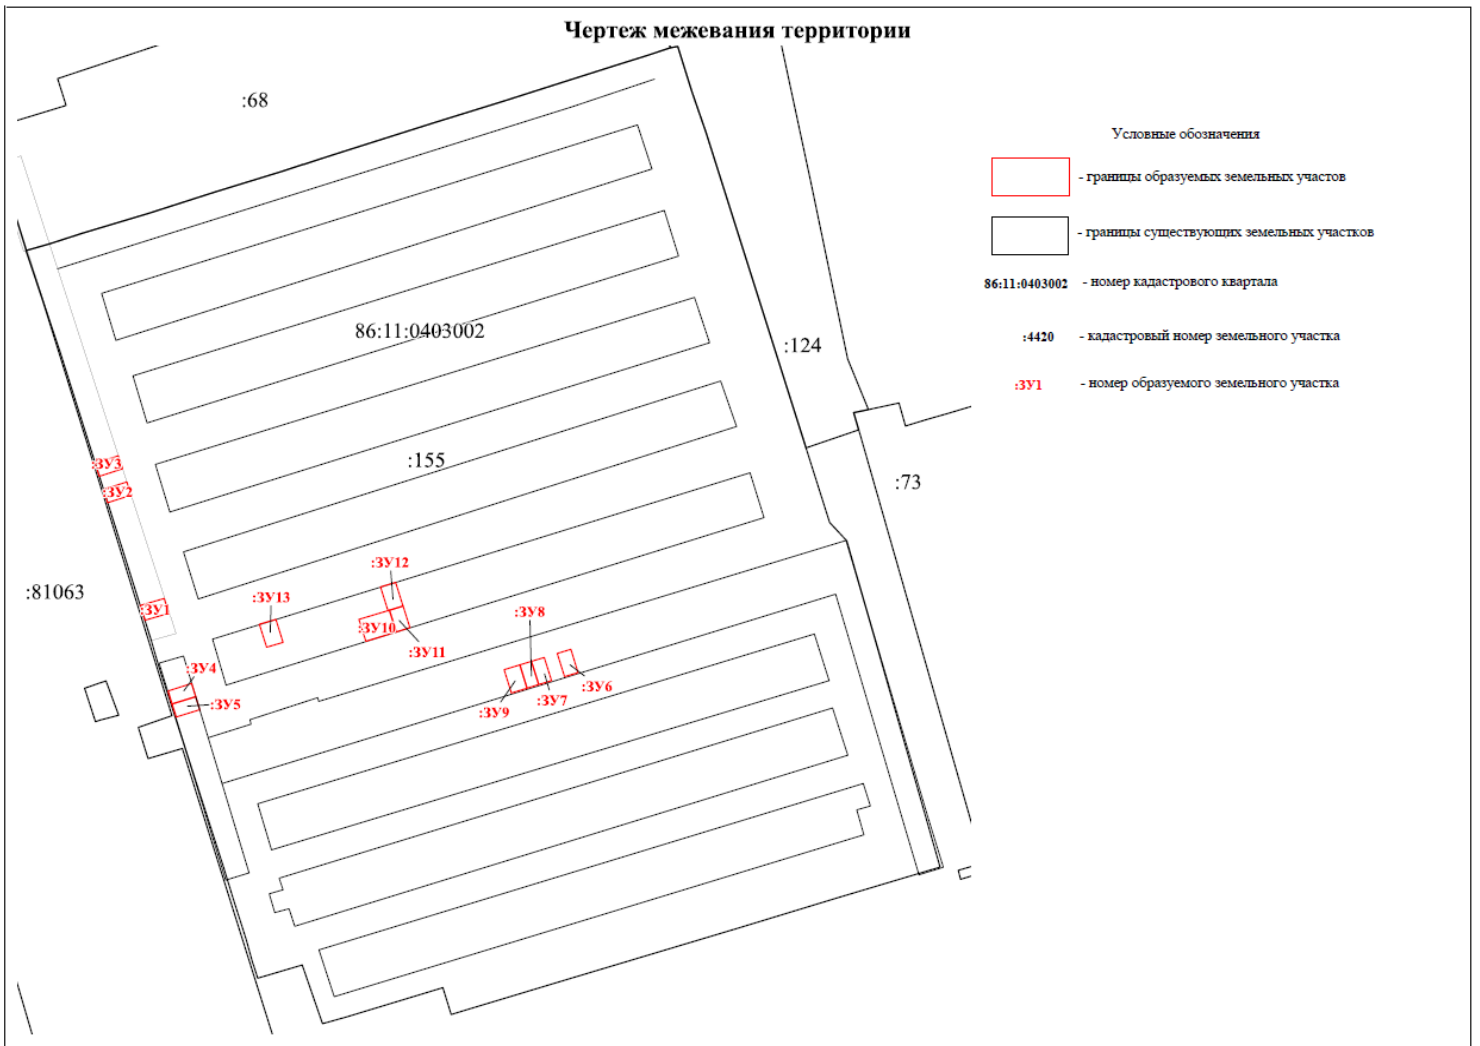 Чертеж межевания территории
:68
Условные обозначения
- границы образуемых земельных участов
- границы существующих земельных участков
86:11:0403002 - номер кадастрового квартала
:4420 - кадастровый номер земельного участка
:ЗУ1 - номер образуемого земельного участка
86:11:0403002
:124
:155
:ЗУ3
:73
:ЗУ2
:ЗУ12
:81063
:ЗУ13
:ЗУ1
:ЗУ8
:ЗУ10
:ЗУ11
:ЗУ4
:ЗУ6
:ЗУ7
:ЗУ5
:ЗУ9